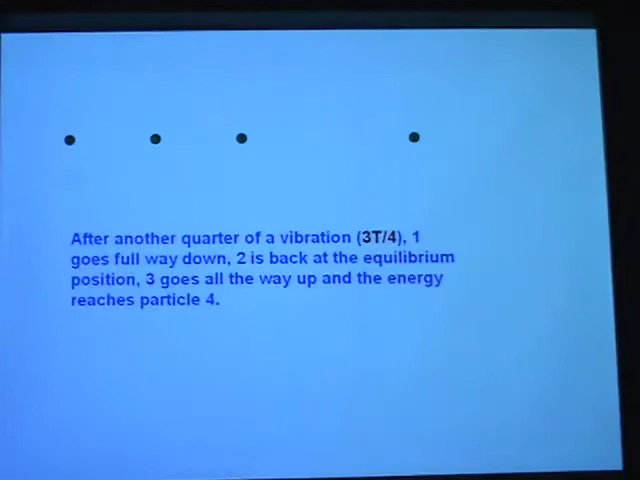 After another quarter of a vibration (3T/4), 1
goes full way down, 2 is back at the equilibrium
position, 3 goes all the way up and the energy
reaches particle 4.